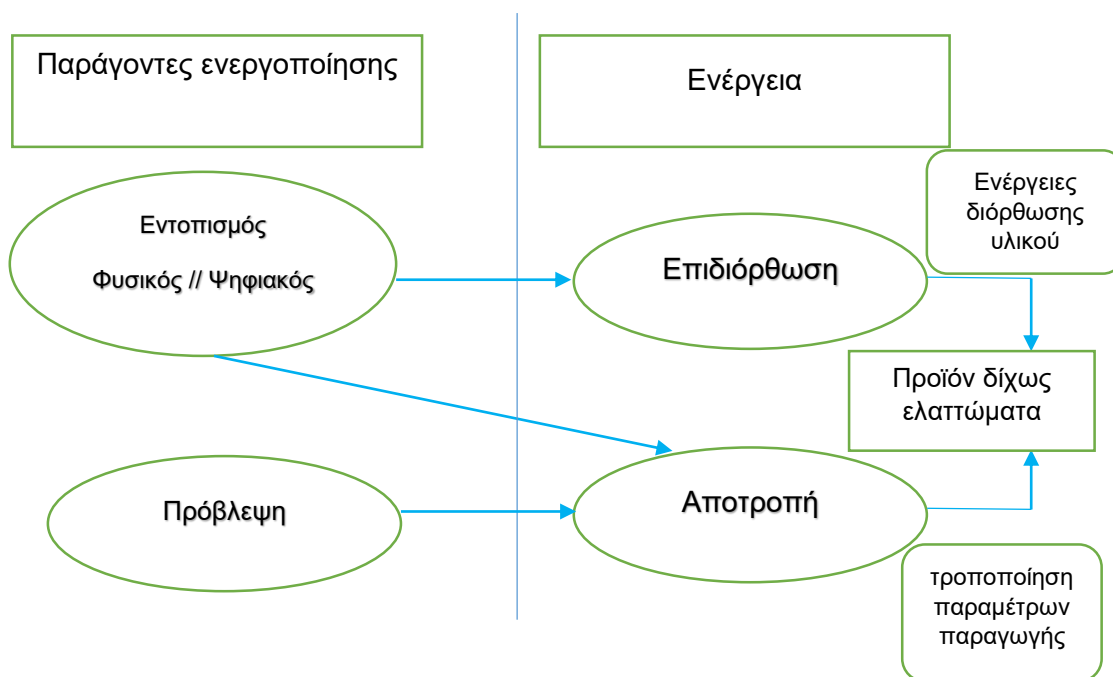 Παράγοντες ενεργοποίησης
Ενέργεια
Εντοπισμός
Φυσικός // Ψηφιακός
Επιδιόρθωση
Ενέργειες
διόρθωσης
υλικού
Προϊόν δίχως
ελαττώματα
Πρόβλεψη
Αποτροπή
τροποποίηση
παραμέτρων
παραγωγής